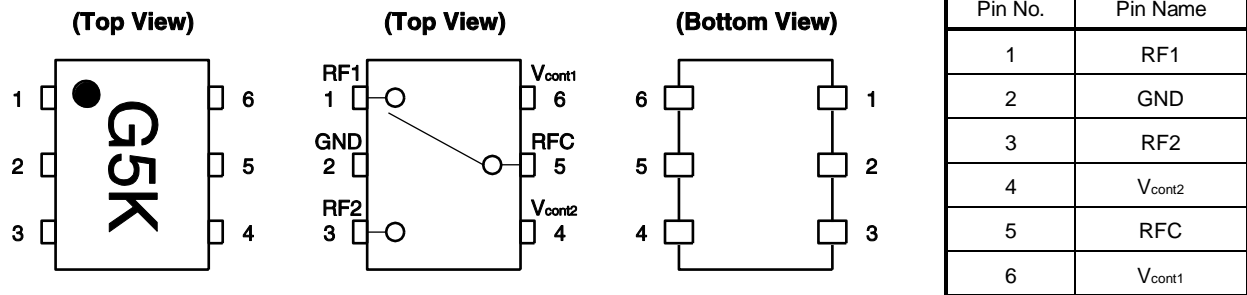 (Top View)
1
2
3
G5K
6
5
4
(Top View)
RF1
1
GND
2
RF2
3
Vcont1
6
RFC
5
Vcont2
4
(Bottom View)
6
5
4
1
2
3
Pin No. Pin Name
1 RF1
2 GND
3 RF2
4 Vcont2
5 RFC
6 Vcont1